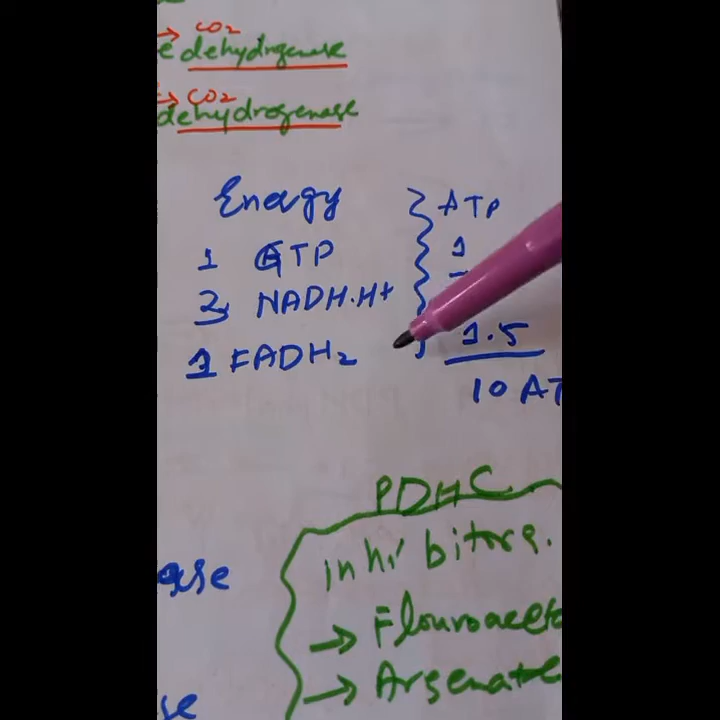 → CO2
e dehydrogenase
→ CO2
dehydrogenase
Energy ATP
1 GTP 1
3 NADH.H+
1 FADH2 1.5
10 AT
PDHC
inhibitors.
ase
→ Flouroaceta
→ Arsenate
se